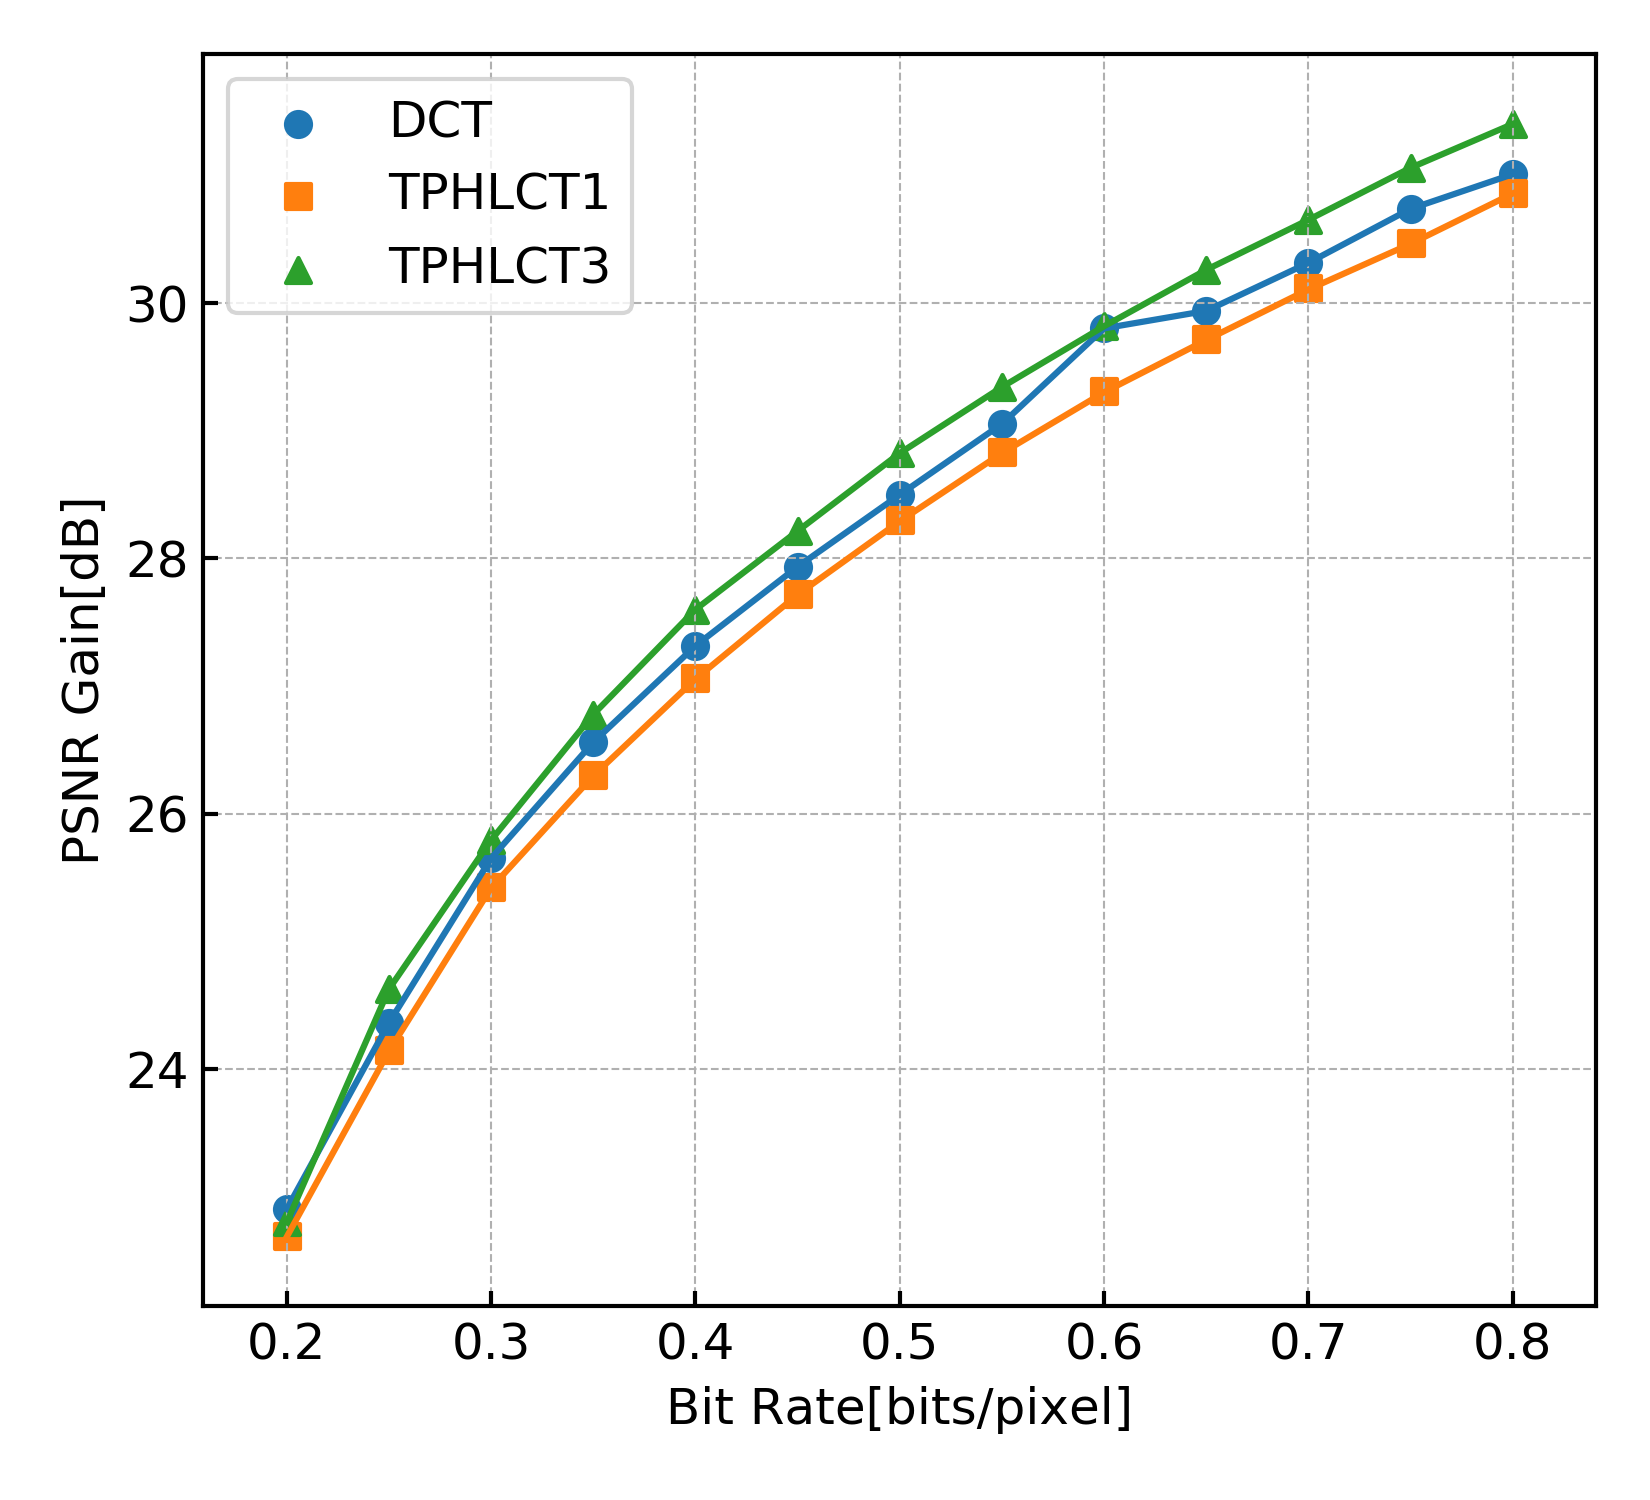 DCT
TPHLCT1
TPHLCT3
30
28
26
24
PSNR Gain[dB]
0.2 0.3 0.4 0.5 0.6 0.7 0.8
Bit Rate[bits/pixel]